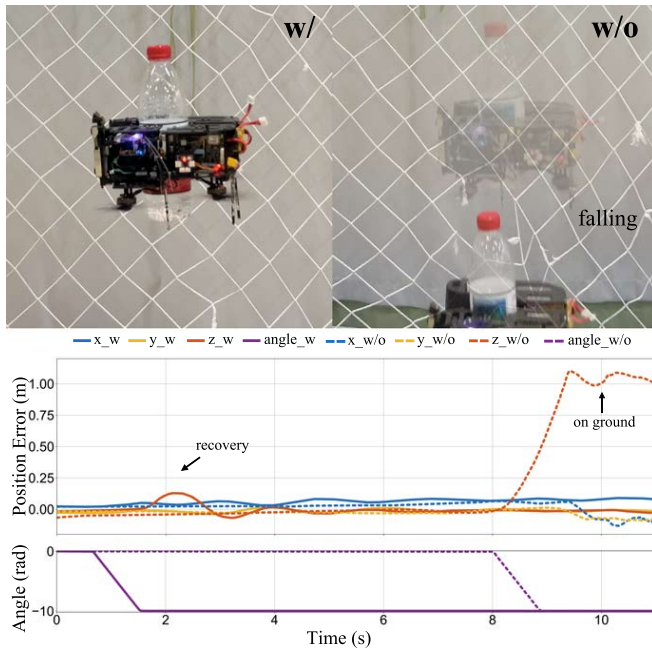 w/
w/o
falling
x_w y_w z_w angle_w x_w/o y_w/o z_w/o angle_w/o
Position Error (m)
1.00
0.75
0.50
0.25
0.00
recovery
on ground
Angle (rad)
0
−10
0 2 4 6 8 10
Time (s)